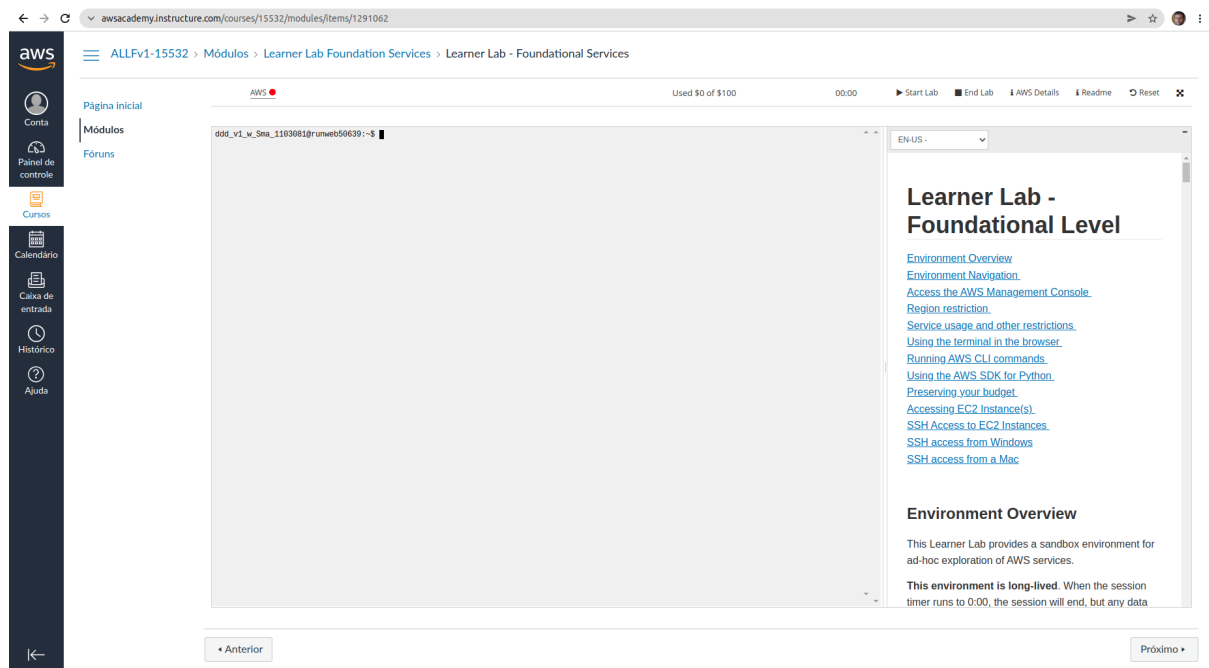 awsacademy.instructure.com/courses/15532/modules/items/1291062
aws
ALLFv1-15532 › Módulos › Learner Lab Foundation Services › Learner Lab - Foundational Services
Conta
Painel de
controle
Cursos
Calendário
Caixa de
entrada
Histórico
Ajuda
Página inicial
Módulos
Fóruns
AWS
Used $0 of $100
00:00
Start Lab
End Lab
AWS Details
Readme
Reset
ddd_v1_w_Sma_1103081@runweb50639:~$
EN-US -
Learner Lab -
Foundational Level
Environment Overview
Environment Navigation
Access the AWS Management Console
Region restriction
Service usage and other restrictions
Using the terminal in the browser
Running AWS CLI commands
Using the AWS SDK for Python
Preserving your budget
Accessing EC2 Instance(s)
SSH Access to EC2 Instances
SSH access from Windows
SSH access from a Mac
Environment Overview
This Learner Lab provides a sandbox environment for
ad-hoc exploration of AWS services.
This environment is long-lived. When the session
timer runs to 0:00, the session will end, but any data
Anterior
Próximo